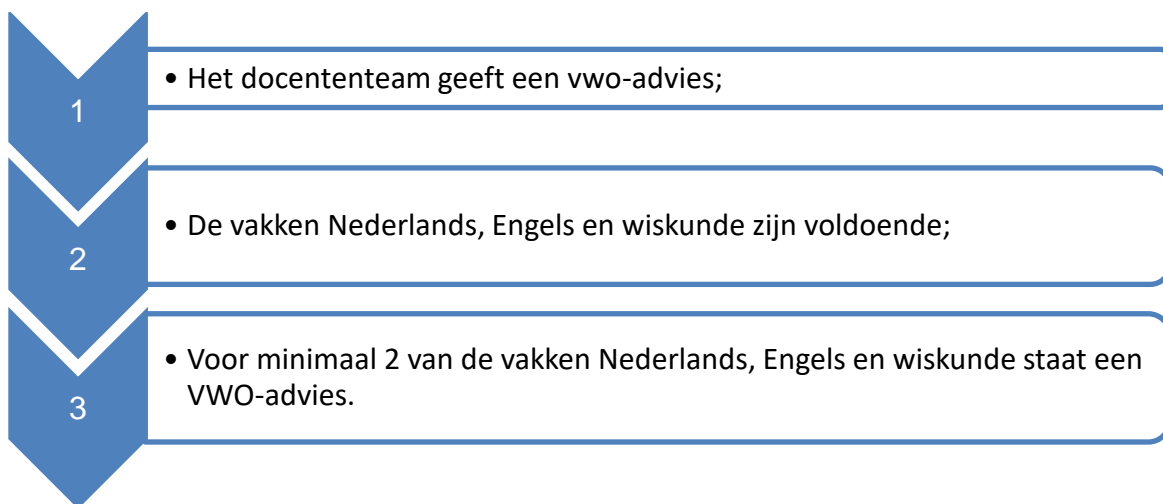 1
• Het docententeam geeft een vwo-advies;
2
• De vakken Nederlands, Engels en wiskunde zijn voldoende;
3
• Voor minimaal 2 van de vakken Nederlands, Engels en wiskunde staat een
VWO-advies.